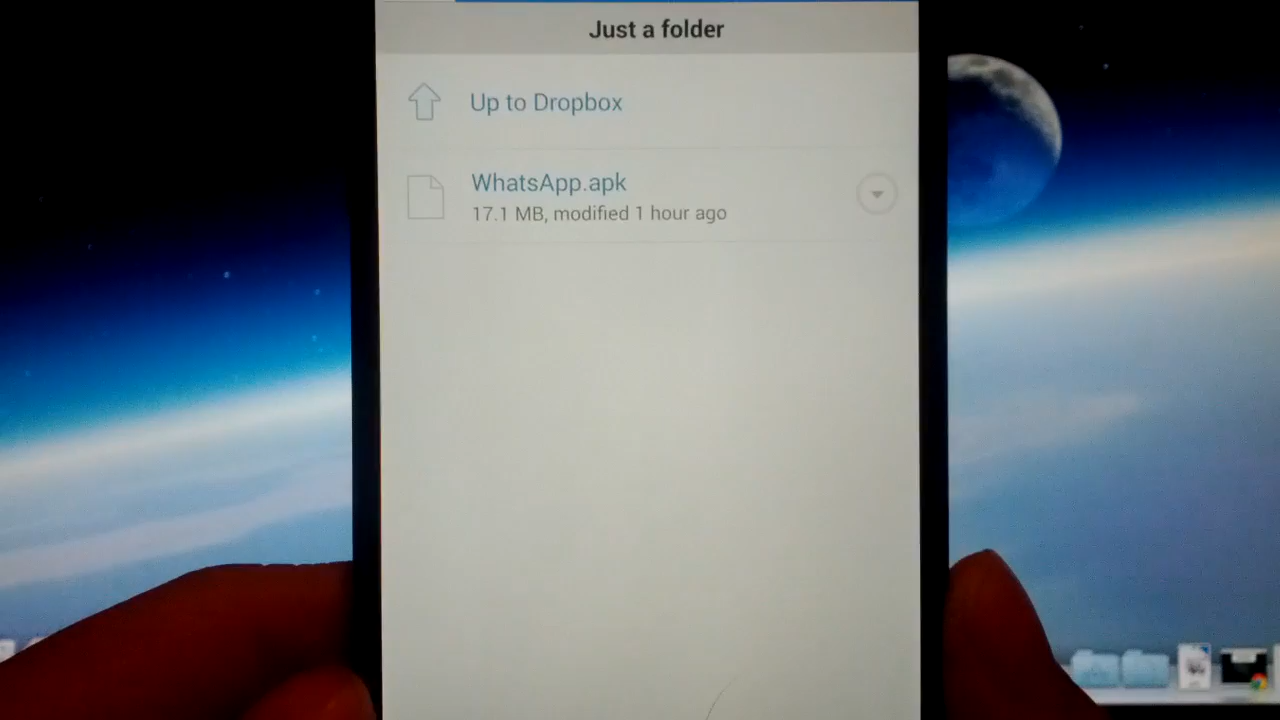 Just a folder
Up to Dropbox
WhatsApp.apk
17.1 MB, modified 1 hour ago